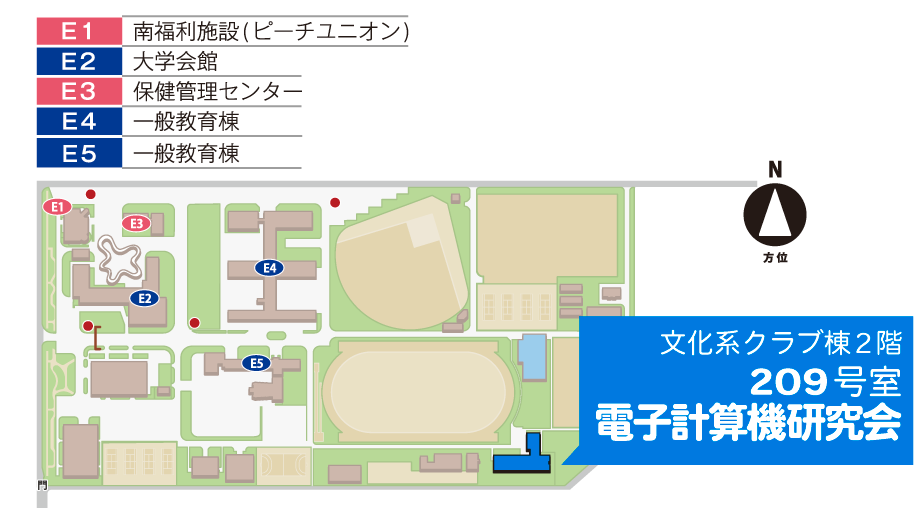 E1 南福利施設(ピーチユニオン)
E2 大学会館
E3 保健管理センター
E4 一般教育棟
E5 一般教育棟
N
方位
E1
E3
E4
E2
E5
文化系クラブ棟2階
209号室
電子計算機研究会
門